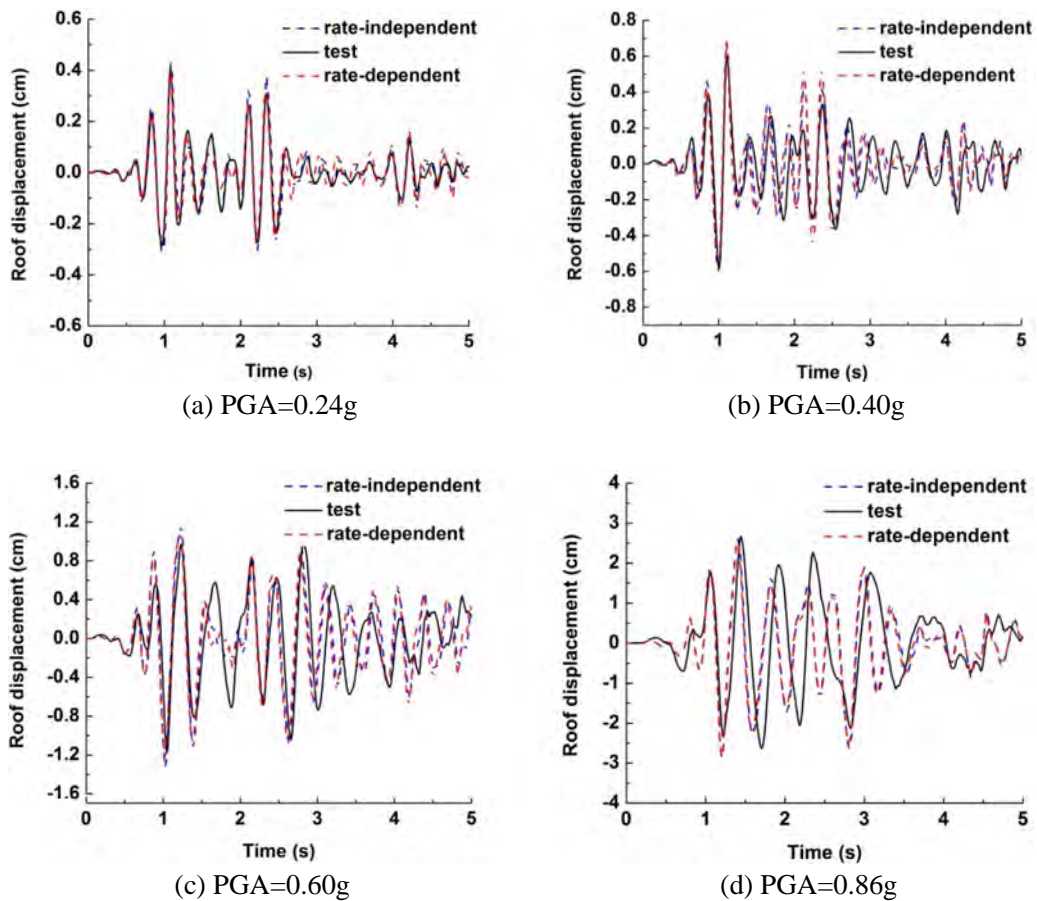 0.6
0.4
0.2
0.0
-0.2
-0.4
-0.6
Roof displacement (cm)
rate-independent
test
rate-dependent
0 1 2 3 4 5
Time (s)
(a) PGA=0.24g
0.8
0.6
0.4
0.2
0.0
-0.2
-0.4
-0.6
-0.8
Roof displacement (cm)
rate-independent
test
rate-dependent
0 1 2 3 4 5
Time (s)
(b) PGA=0.40g
1.6
1.2
0.8
0.4
0.0
-0.4
-0.8
-1.2
-1.6
Roof displacement (cm)
rate-independent
test
rate-dependent
0 1 2 3 4 5
Time (s)
(c) PGA=0.60g
4
3
2
1
0
-1
-2
-3
-4
Roof displacement (cm)
rate-independent
test
rate-dependent
0 1 2 3 4 5
Time (s)
(d) PGA=0.86g